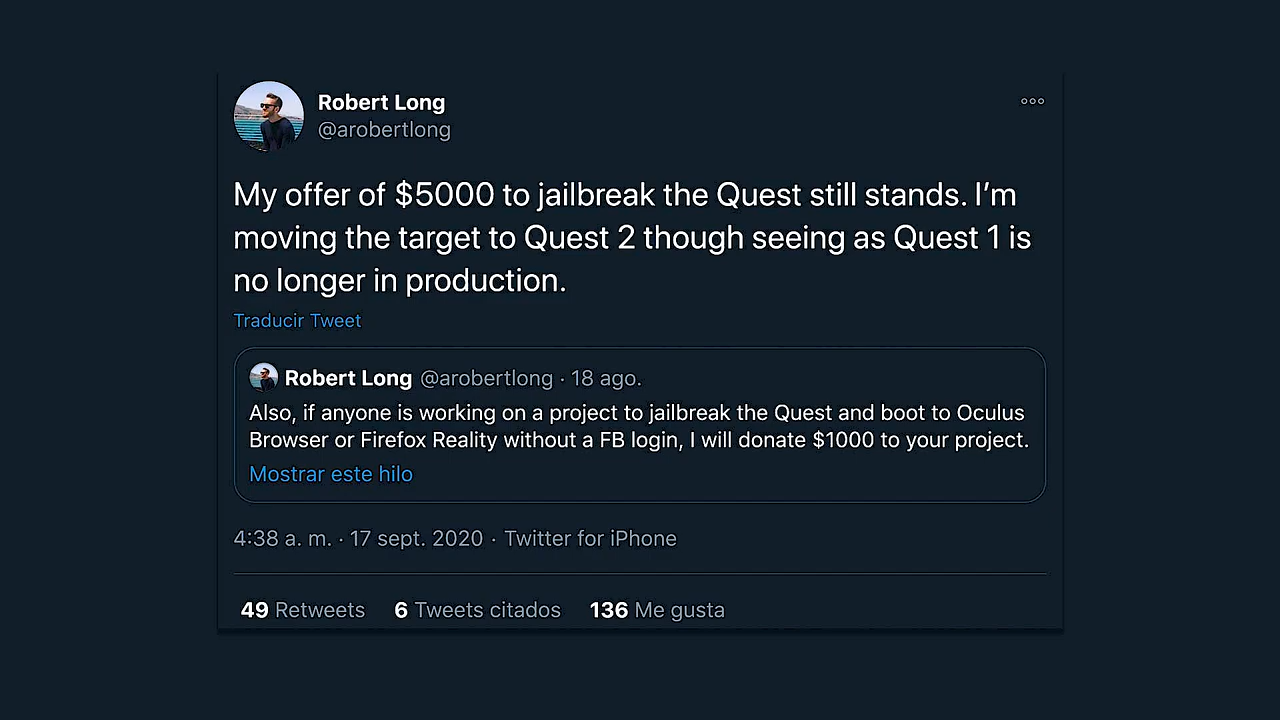 Robert Long
@arobertlong
My offer of $5000 to jailbreak the Quest still stands. I’m
moving the target to Quest 2 though seeing as Quest 1 is
no longer in production.
Traducir Tweet
Robert Long @arobertlong · 18 ago.
Also, if anyone is working on a project to jailbreak the Quest and boot to Oculus
Browser or Firefox Reality without a FB login, I will donate $1000 to your project.
Mostrar este hilo
4:38 a. m. · 17 sept. 2020 · Twitter for iPhone
49 Retweets 6 Tweets citados 136 Me gusta